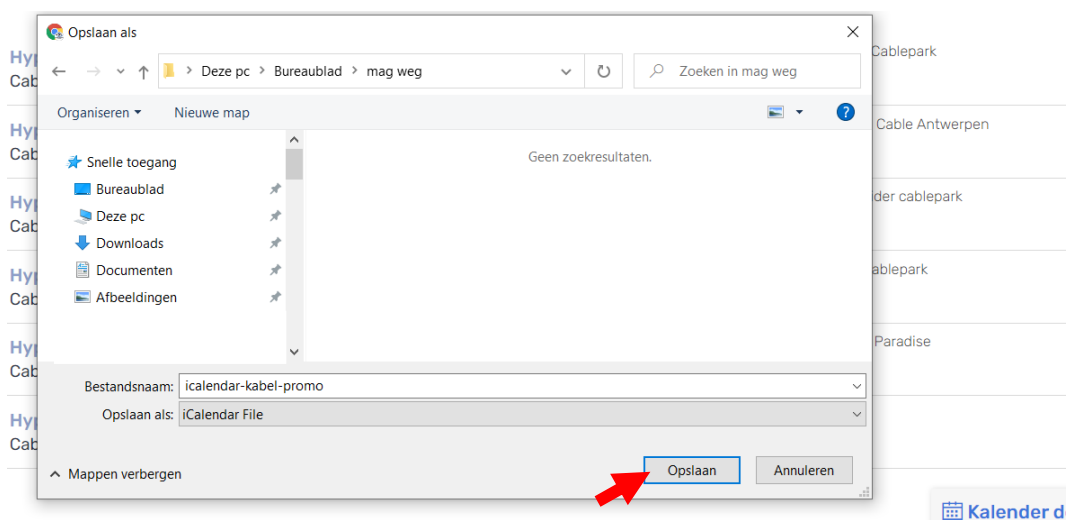 Opslaan als
Deze pc > Bureaublad > mag weg
Zoeken in mag weg
Organiseren
Nieuwe map
?
Snelle toegang
Bureaublad
Deze pc
Downloads
Documenten
Afbeeldingen
Geen zoekresultaten.
Bestandsnaam: icalendar-kabel-promo
Opslaan als: iCalendar File
Mappen verbergen
Opslaan
Annuleren
Cablepark
Cable Antwerpen
cablepark
Paradise
Kalender